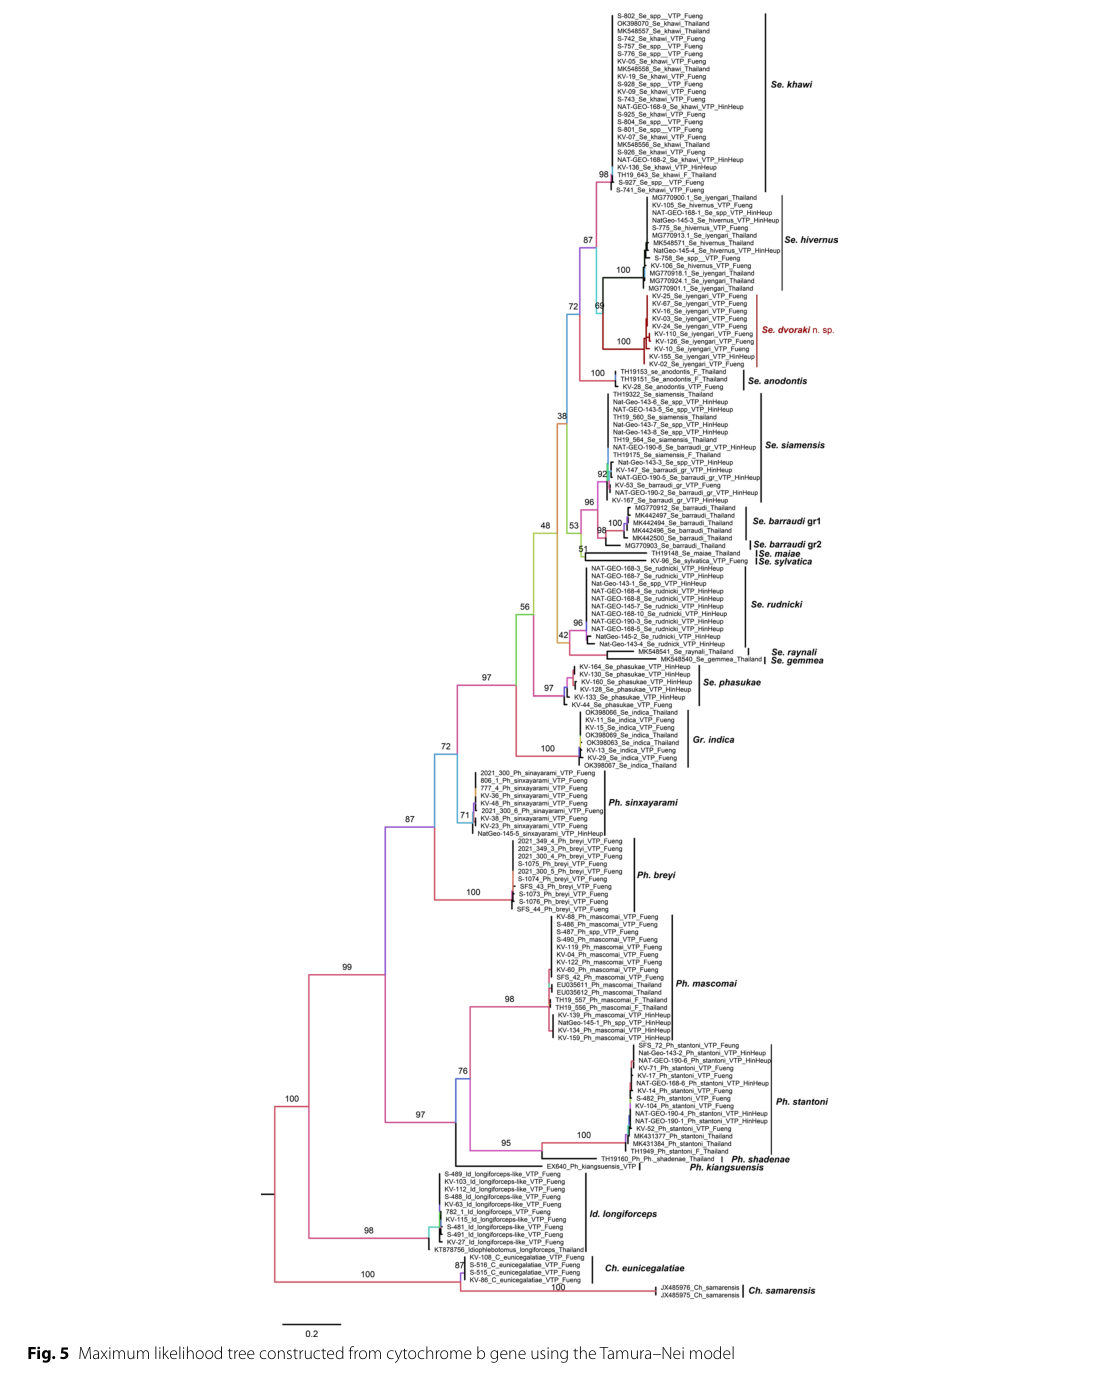 S-802_Se_spp__VTP_Fueng
OK398070_Se_khawi_Thailand
MK548557_Se_khawi_Thailand
S-742_Se_khawi_VTP_Fueng
S-757_Se_spp__VTP_Fueng
S-776_Se_spp__VTP_Fueng
KV-05_Se_khawi_VTP_Fueng
MK548558_Se_khawi_Thailand
KV-19_Se_khawi_VTP_Fueng
S-928_Se_spp__VTP_Fueng
Se. khawi
KV-09_Se_khawi_VTP_Fueng
S-743_Se_khawi_VTP_Fueng
NAT-GEO-168-9_Se_khawi_VTP_HinHeup
S-925_Se_khawi_VTP_Fueng
S-804_Se_spp__VTP_Fueng
S-801_Se_spp__VTP_Fueng
KV-07_Se_khawi_VTP_Fueng
MK548556_Se_khawi_Thailand
S-926_Se_khawi_VTP_Fueng
NAT-GEO-168-2_Se_khawi_VTP_HinHeup
KV-136_Se_khawi_VTP_HinHeup
98
TH19_643_Se_khawi_F_Thailand
S-927_Se_spp__VTP_Fueng
S-741_Se_khawi_VTP_Fueng
MG770900.1_Se_iyengari_Thailand
KV-105_Se_hivernus_VTP_Fueng
NAT-GEO-168-1_Se_spp_VTP_HinHeup
NatGeo-145-3_Se_hivernus_VTP_HinHeup
S-775_Se_hivernus_VTP_Fueng
MG770913.1_Se_iyengari_Thailand
87
Se. hivernus
MK548571_Se_hivernus_Thailand
NatGeo-145-4_Se_hivernus_VTP_HinHeup
S-758_Se_spp__VTP_Fueng
KV-106_Se_hivernus_VTP_Fueng
100
MG770918.1_Se_iyengari_Thailand
MG770924.1_Se_iyengari_Thailand
MG770901.1_Se_iyengari_Thailand
KV-25_Se_iyengari_VTP_Fueng
KV-67_Se_iyengari_VTP_Fueng
72
69
KV-16_Se_iyengari_VTP_Fueng
KV-03_Se_iyengari_VTP_Fueng
KV-24_Se_iyengari_VTP_Fueng
Se. dvoraki n. sp.
KV-110_Se_iyengari_VTP_Fueng
100
KV-126_Se_iyengari_VTP_Fueng
KV-10_Se_iyengari_VTP_Fueng
KV-155_Se_iyengari_VTP_HinHeup
KV-02_Se_iyengari_VTP_Fueng
100
TH19153_se_anodontis_F_Thailand
TH19151_Se_anodontis_F_Thailand
Se. anodontis
KV-28_Se_anodontis_VTP_Fueng
TH19322_Se_siamensis_Thailand
Nat-Geo-143-6_Se_spp_VTP_HinHeup
NAT-GEO-143-5_Se_spp_VTP_HinHeup
38
TH19_560_Se_siamensis_Thailand
Nat-Geo-143-7_Se_spp_VTP_HinHeup
Nat-Geo-143-8_Se_spp_VTP_HinHeup
TH19_564_Se_siamensis_Thailand
Se. siamensis
NAT-GEO-190-8_Se_barraudi_gr_VTP_HinHeup
TH19175_Se_siamensis_F_Thailand
Nat-Geo-143-3_Se_spp_VTP_HinHeup
KV-147_Se_barraudi_gr_VTP_HinHeup
92
NAT-GEO-190-5_Se_barraudi_gr_VTP_HinHeup
KV-53_Se_barraudi_gr_VTP_Fueng
NAT-GEO-190-2_Se_barraudi_gr_VTP_HinHeup
KV-167_Se_barraudi_gr_VTP_HinHeup
96
MG770912_Se_barraudi_Thailand
MK442497_Se_barraudi_Thailand
100
MK442494_Se_barraudi_Thailand
Se. barraudi gr1
48
53
98
MK442496_Se_barraudi_Thailand
MK442500_Se_barraudi_Thailand
MG770903_Se_barraudi_Thailand
Se. barraudi gr2
51
TH19148_Se_maiae_Thailand
Se. maiae
KV-96_Se_sylvatica_VTP_Fueng
Se. sylvatica
NAT-GEO-168-3_Se_rudnicki_VTP_HinHeup
NAT-GEO-168-7_Se_rudnicki_VTP_HinHeup
Nat-Geo-143-1_Se_spp_VTP_HinHeup
NAT-GEO-168-4_Se_rudnicki_VTP_HinHeup
NAT-GEO-168-8_Se_rudnicki_VTP_HinHeup
56
NAT-GEO-145-7_Se_rudnicki_VTP_HinHeup
Se. rudnicki
NAT-GEO-168-10_Se_rudnicki_VTP_HinHeup
NAT-GEO-190-3_Se_rudnicki_VTP_HinHeup
96
NAT-GEO-168-5_Se_rudnicki_VTP_HinHeup
42
NatGeo-145-2_Se_rudnick_VTP_HinHeup
Nat-Geo-143-4_Se_rudnicki_VTP_HinHeup
MK548541_Se_raynali_Thailand
Se. raynali
MK548540_Se_gemmea_Thailand
Se. gemmea
KV-164_Se_phasukae_VTP_HinHeup
KV-130_Se_phasukae_VTP_HinHeup
97
KV-160_Se_phasukae_VTP_HinHeup
Se. phasukae
97
KV-128_Se_phasukae_VTP_HinHeup
KV-133_Se_phasukae_VTP_HinHeup
KV-44_Se_phasukae_VTP_Fueng
OK398066_Se_indica_Thailand
KV-11_Se_indica_VTP_Fueng
KV-15_Se_indica_VTP_Fueng
OK398069_Se_indica_Thailand
Gr. indica
OK398063_Se_indica_Thailand
72
100
KV-13_Se_indica_VTP_Fueng
KV-29_Se_indica_VTP_Fueng
OK398067_Se_indica_Thailand
2021_300_Ph_sinayarami_VTP_Fueng
806_1_Ph_sinxayarami_VTP_Fueng
777_4_Ph_sinxayarami_VTP_Fueng
KV-36_Ph_sinxayarami_VTP_Fueng
KV-48_Ph_sinxayarami_VTP_Fueng
Ph. sinxayarami
2021_300_6_Ph_sinayarami_VTP_Fueng
87
71
KV-38_Ph_sinxayarami_VTP_Fueng
KV-23_Ph_sinxayarami_VTP_Fueng
NatGeo-145-5_sinxayarami_VTP_HinHeup
2021_349_4_Ph_breyi_VTP_Fueng
2021_349_3_Ph_breyi_VTP_Fueng
2021_300_4_Ph_breyi_VTP_Fueng
S-1075_Ph_breyi_VTP_Fueng
2021_300_5_Ph_breyi_VTP_Fueng
Ph. breyi
S-1074_Ph_breyi_VTP_Fueng
SFS_43_Ph_breyi_VTP_Fueng
100
S-1073_Ph_breyi_VTP_Fueng
S-1076_Ph_breyi_VTP_Fueng
SFS_44_Ph_breyi_VTP_Fueng
KV-88_Ph_mascomai_VTP_Fueng
S-486_Ph_mascomai_VTP_Fueng
S-487_Ph_spp_VTP_Fueng
S-490_Ph_mascomai_VTP_Fueng
KV-119_Ph_mascomai_VTP_Fueng
KV-04_Ph_mascomai_VTP_Fueng
KV-122_Ph_mascomai_VTP_Fueng
99
KV-60_Ph_mascomai_VTP_Fueng
SFS_42_Ph_mascomai_VTP_Fueng
Ph. mascomai
EU035611_Ph_mascomai_Thailand
EU035612_Ph_mascomai_Thailand
98
TH19_557_Ph_mascomai_F_Thailand
TH19_556_Ph_mascomai_F_Thailand
KV-139_Ph_mascomai_VTP_HinHeup
NatGeo-145-1_Ph_spp_VTP_HinHeup
KV-134_Ph_mascomai_VTP_HinHeup
KV-159_Ph_mascomai_VTP_HinHeup
SFS_72_Ph_stantoni_VTP_Feung
Nat-Geo-143-2_Ph_stantoni_VTP_HinHeup
NAT-GEO-190-6_Ph_stantoni_VTP_HinHeup
76
KV-71_Ph_stantoni_VTP_Fueng
KV-17_Ph_stantoni_VTP_Fueng
NAT-GEO-168-6_Ph_stantoni_VTP_HinHeup
KV-14_Ph_stantoni_VTP_Fueng
100
S-482_Ph_stantoni_VTP_Fueng
Ph. stantoni
KV-104_Ph_stantoni_VTP_Fueng
97
NAT-GEO-190-4_Ph_stantoni_VTP_HinHeup
NAT-GEO-190-1_Ph_stantoni_VTP_HinHeup
KV-52_Ph_stantoni_VTP_Fueng
95
100
MK431377_Ph_stantoni_Thailand
MK431384_Ph_stantoni_Thailand
TH1949_Ph_stantoni_F_Thailand
TH19160_Ph_Ph._shadenae_Thailand
Ph. shadenae
EX640_Ph_kiangsuensis_VTP
Ph. kiangsuensis
S-489_Id_longiforceps-like_VTP_Fueng
KV-103_Id_longiforceps-like_VTP_Fueng
KV-112_Id_longiforceps-like_VTP_Fueng
S-488_Id_longiforceps-like_VTP_Fueng
KV-63_Id_longiforceps-like_VTP_Fueng
782_1_Id_longiforceps_VTP_Fueng
Id. longiforceps
KV-115_Id_longiforceps-like_VTP_Fueng
98
S-481_Id_longiforceps-like_VTP_Fueng
S-491_Id_longiforceps-like_VTP_Fueng
KV-27_Id_longiforceps-like_VTP_Fueng
KT878756_Idiophlebotomus_longiforceps_Thailand
KV-108_C_eunicegalatiae_VTP_Fueng
87
S-516_C_eunicegalatiae_VTP_Fueng
Ch. eunicegalatiae
100
S-515_C_eunicegalatiae_VTP_Fueng
KV-86_C_eunicegalatiae_VTP_Fueng
100
JX485976_Ch_samarensis
Ch. samarensis
JX485975_Ch_samarensis
0.2
Fig. 5 Maximum likelihood tree constructed from cytochrome b gene using the Tamura–Nei model